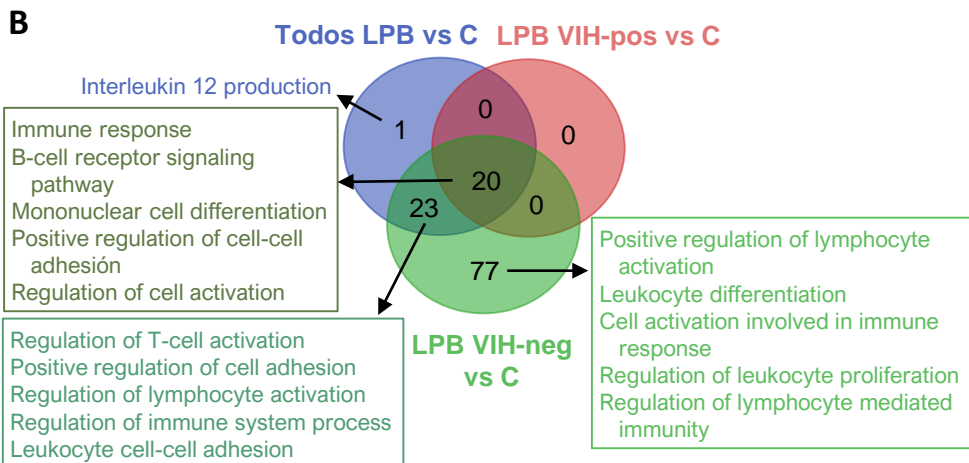 B
Todos LPB vs C
LPB VIH-pos vs C
Interleukin 12 production
1
0
0
20
23
0
77
Immune response
B-cell receptor signaling
pathway
Mononuclear cell differentiation
Positive regulation of cell-cell
adhesión
Regulation of cell activation
Regulation of T-cell activation
Positive regulation of cell adhesion
Regulation of lymphocyte activation
Regulation of immune system process
Leukocyte cell-cell adhesion
LPB VIH-neg
vs C
Positive regulation of lymphocyte
activation
Leukocyte differentiation
Cell activation involved in immune
response
Regulation of leukocyte proliferation
Regulation of lymphocyte mediated
immunity